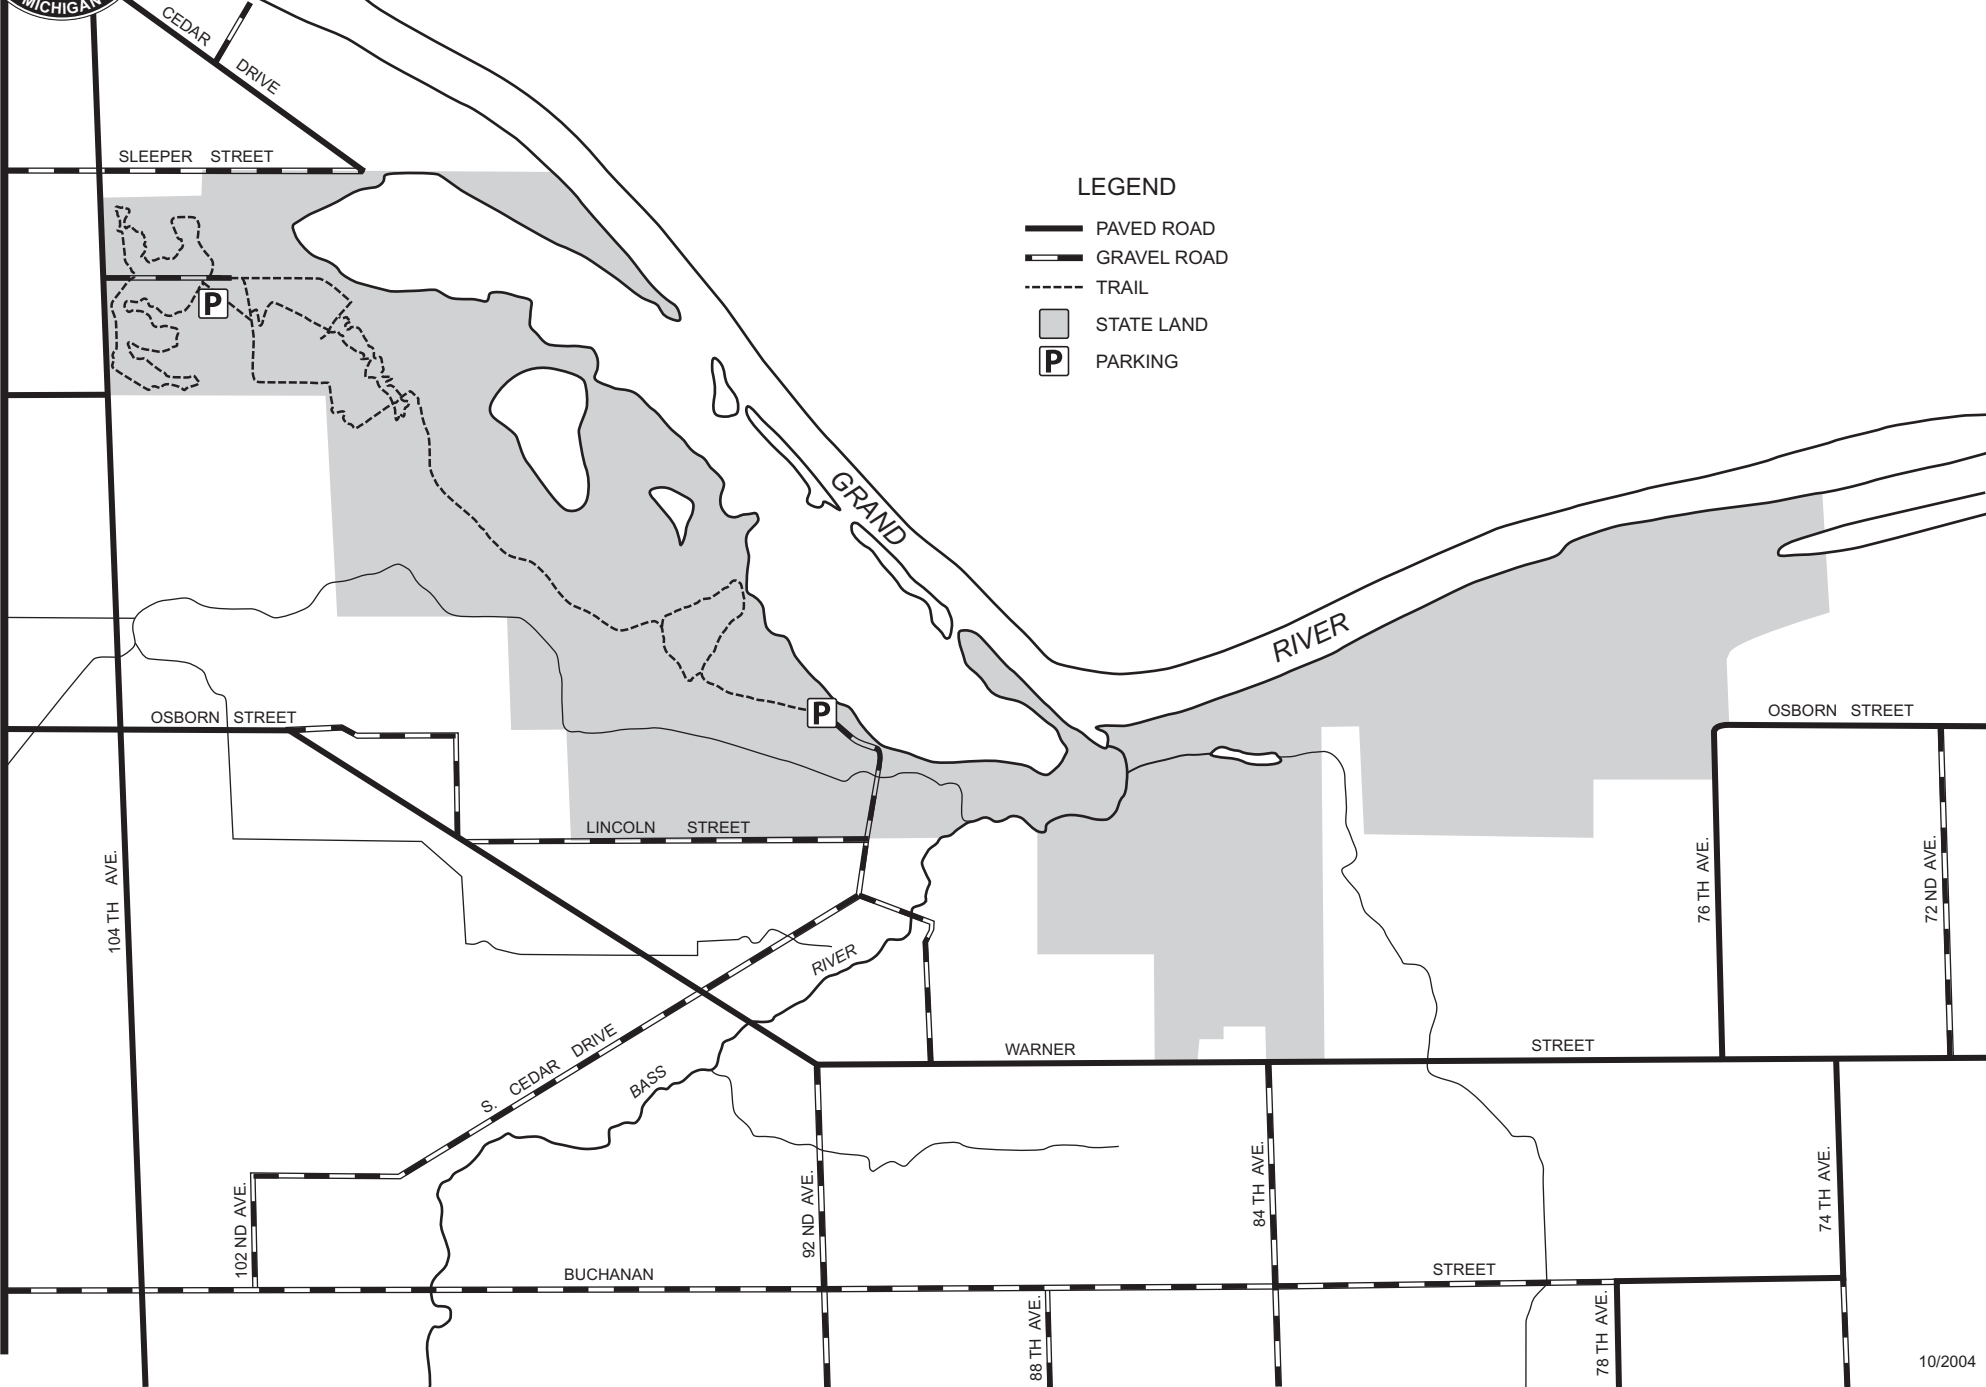 MICHIGAN
CEDAR
DRIVE
SLEEPER STREET
LEGEND
PAVED ROAD
GRAVEL ROAD
TRAIL
STATE LAND
P PARKING
P
GRAND
RIVER
P
OSBORN STREET
OSBORN STREET
LINCOLN STREET
104 TH AVE.
76 TH AVE.
72 ND AVE.
RIVER
BASS
S. CEDAR DRIVE
WARNER STREET
102 ND AVE.
92 ND AVE.
84 TH AVE.
74 TH AVE.
BUCHANAN STREET
88 TH AVE.
78 TH AVE.
10/2004